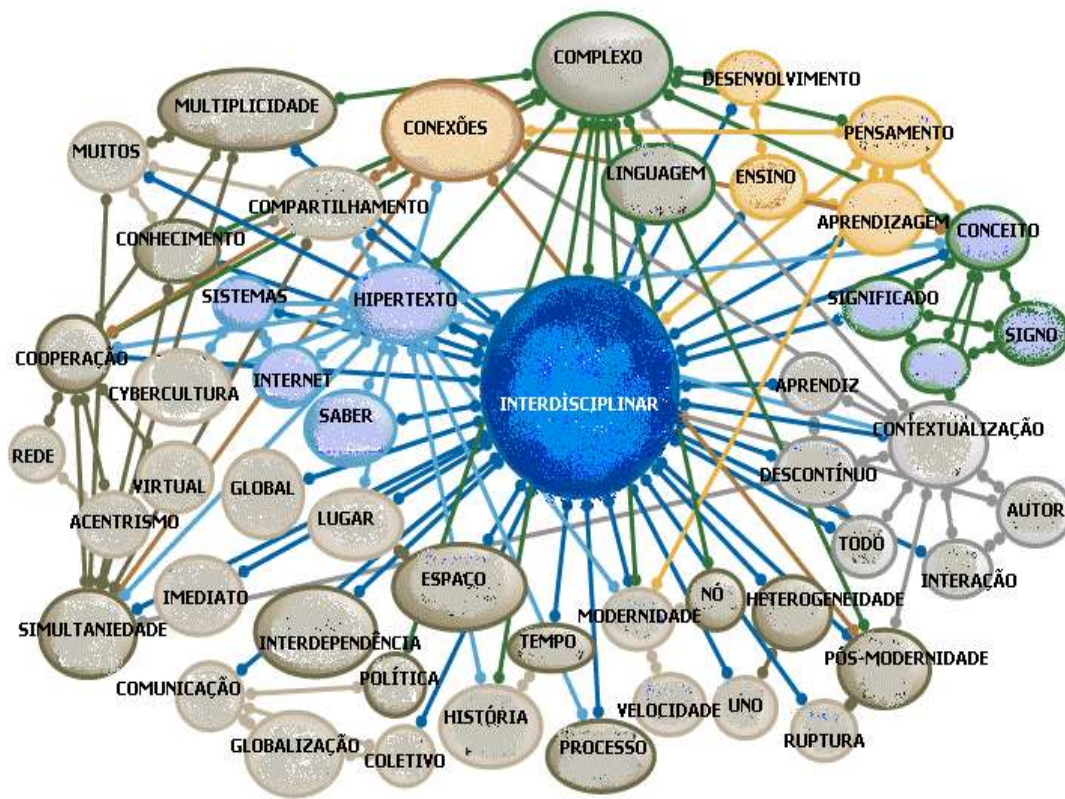 COMPLEXO
DESENVOLVIMENTO
MULTIPLICIDADE
CONEXÕES
PENSAMENTO
MUITOS
LINGUAGEM
ENSINO
COMPARTILHAMENTO
APRENDIZAGEM
CONHECIMENTO
CONCEITO
SISTEMAS
HIPERTEXTO
SIGNIFICADO
SIGNO
COOPERAÇÃO
CYBERCULTURA
INTERNET
APRENDIZ
INTERDISCIPLINAR
SABER
CONTEXTUALIZAÇÃO
REDE
VIRTUAL
GLOBAL
DESCONTÍNUO
LUGAR
ACENTRISMO
AUTOR
TODO
ESPAÇO
INTERAÇÃO
IMEDIATO
NÓ
HETEROGENEIDADE
MODERNIDADE
SIMULTANIEDADE
INTERDEPENDÊNCIA
TEMPO
PÓS-MODERNIDADE
POLÍTICA
COMUNICAÇÃO
UNO
VELOCIDADE
HISTÓRIA
RUPTURA
GLOBALIZAÇÃO
PROCESSO
COLETIVO